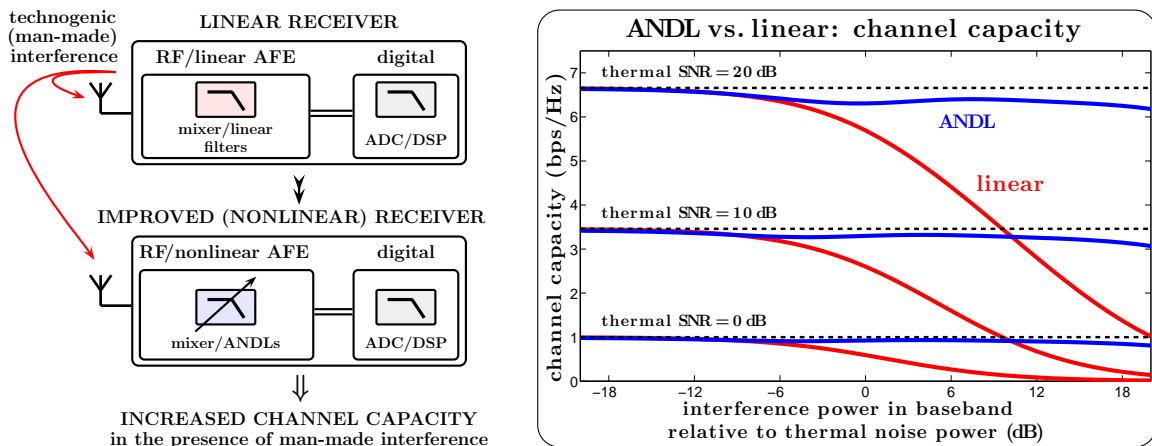 LINEAR RECEIVER
technogenic
(man-made)
interference
RF/linear AFE
digital
mixer/linear
filters
ADC/DSP
IMPROVED (NONLINEAR) RECEIVER
RF/nonlinear AFE
digital
mixer/ANDLs
ADC/DSP
⇓
INCREASED CHANNEL CAPACITY
in the presence of man-made interference
ANDL vs. linear: channel capacity
channel capacity (bps/Hz)
7
6
5
4
3
2
1
0
thermal SNR = 20 dB
ANDL
linear
thermal SNR = 10 dB
thermal SNR = 0 dB
−18
−12
−6
0
6
12
18
interference power in baseband
relative to thermal noise power (dB)